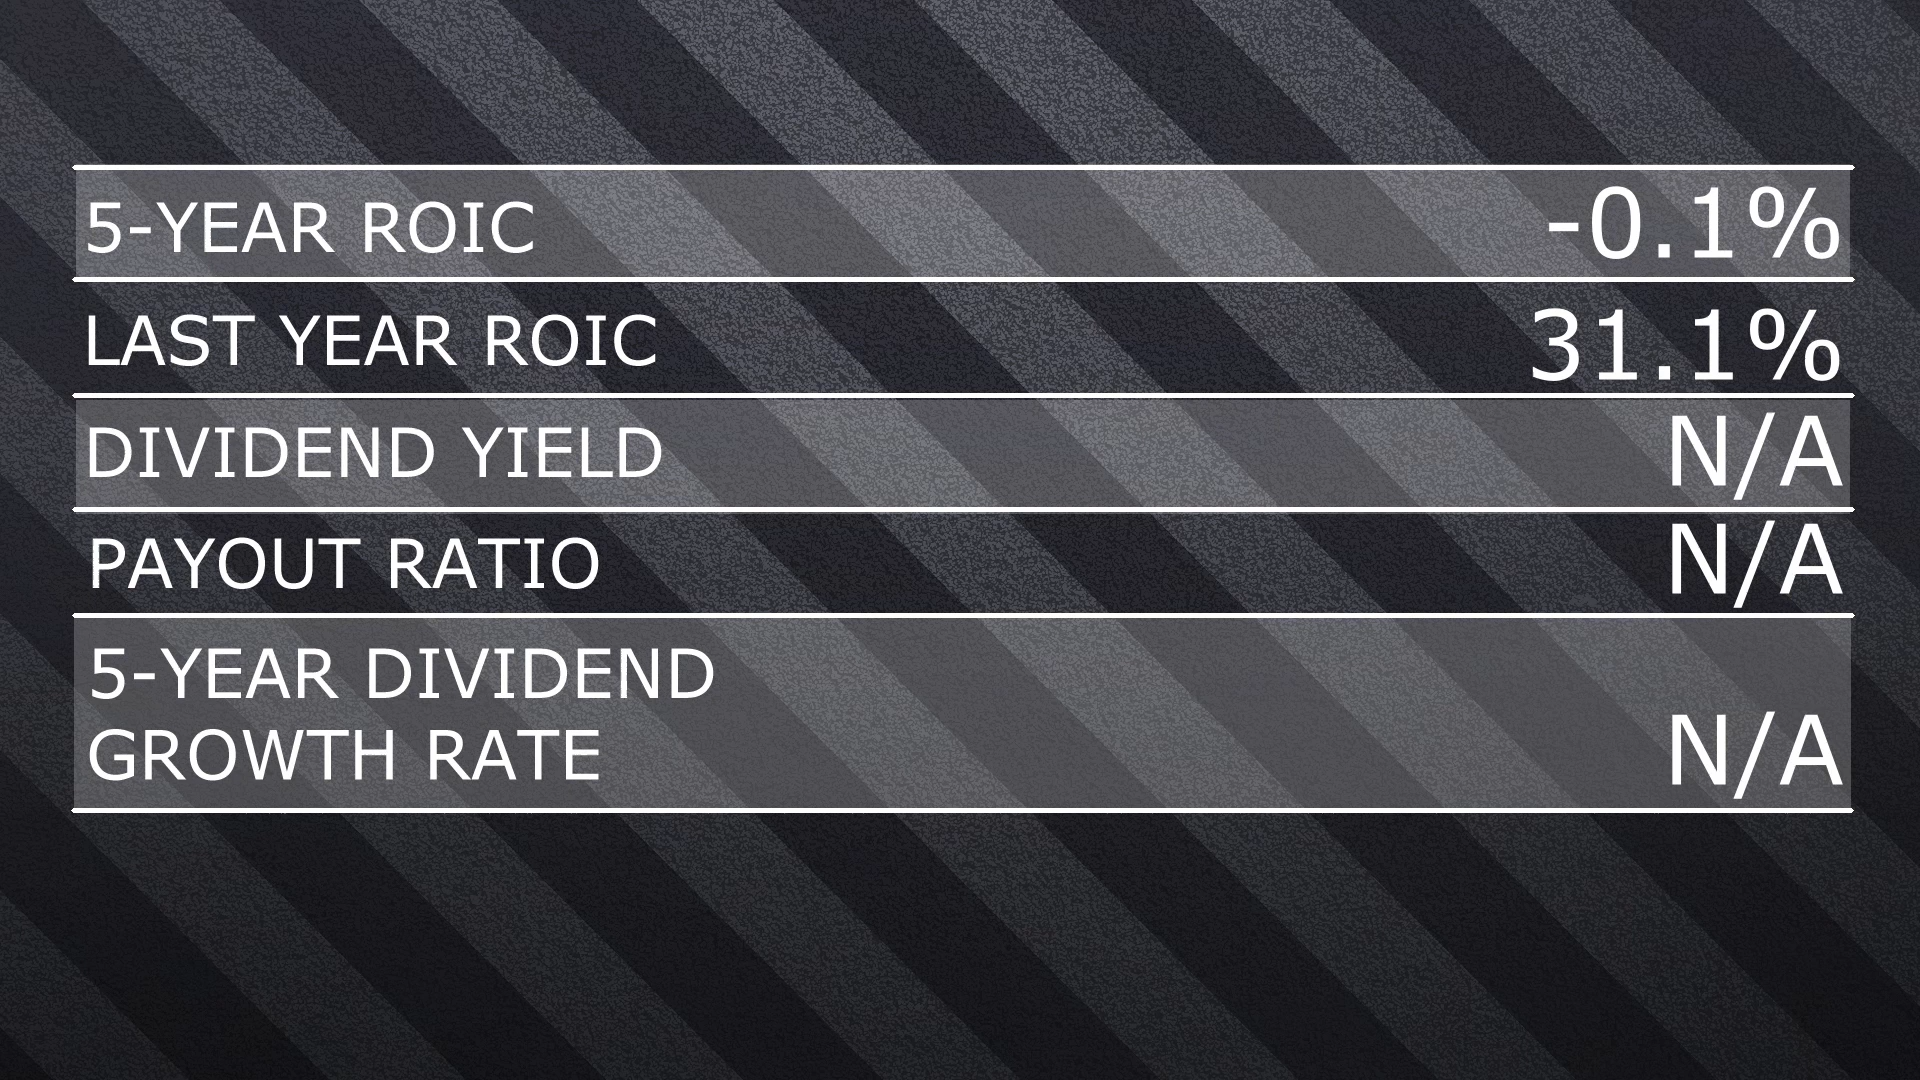 5-YEAR ROIC -0.1%
LAST YEAR ROIC 31.1%
DIVIDEND YIELD N/A
PAYOUT RATIO N/A
5-YEAR DIVIDEND
GROWTH RATE N/A